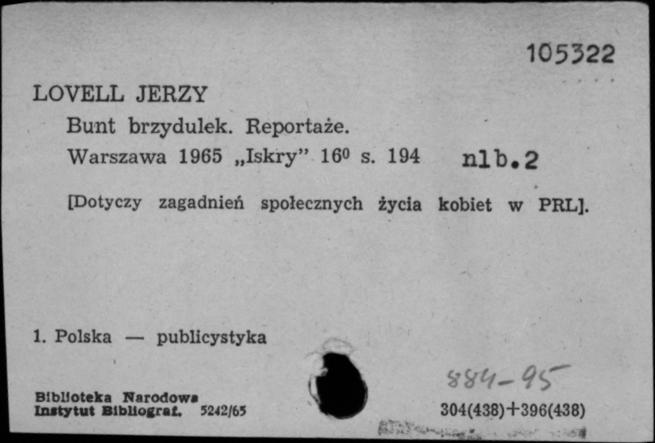 105322
LOVELL JERZY
Bunt brzydulek. Reportaże.
Warszawa 1965 „Iskry” 16⁰ s. 194 nlb.2
[Dotyczy zagadnień społecznych życia kobiet w PRL].
1. Polska — publicystyka
884-95
Biblioteka Narodowa
Instytut Bibliograf. 5242/65
304(438)+396(438)